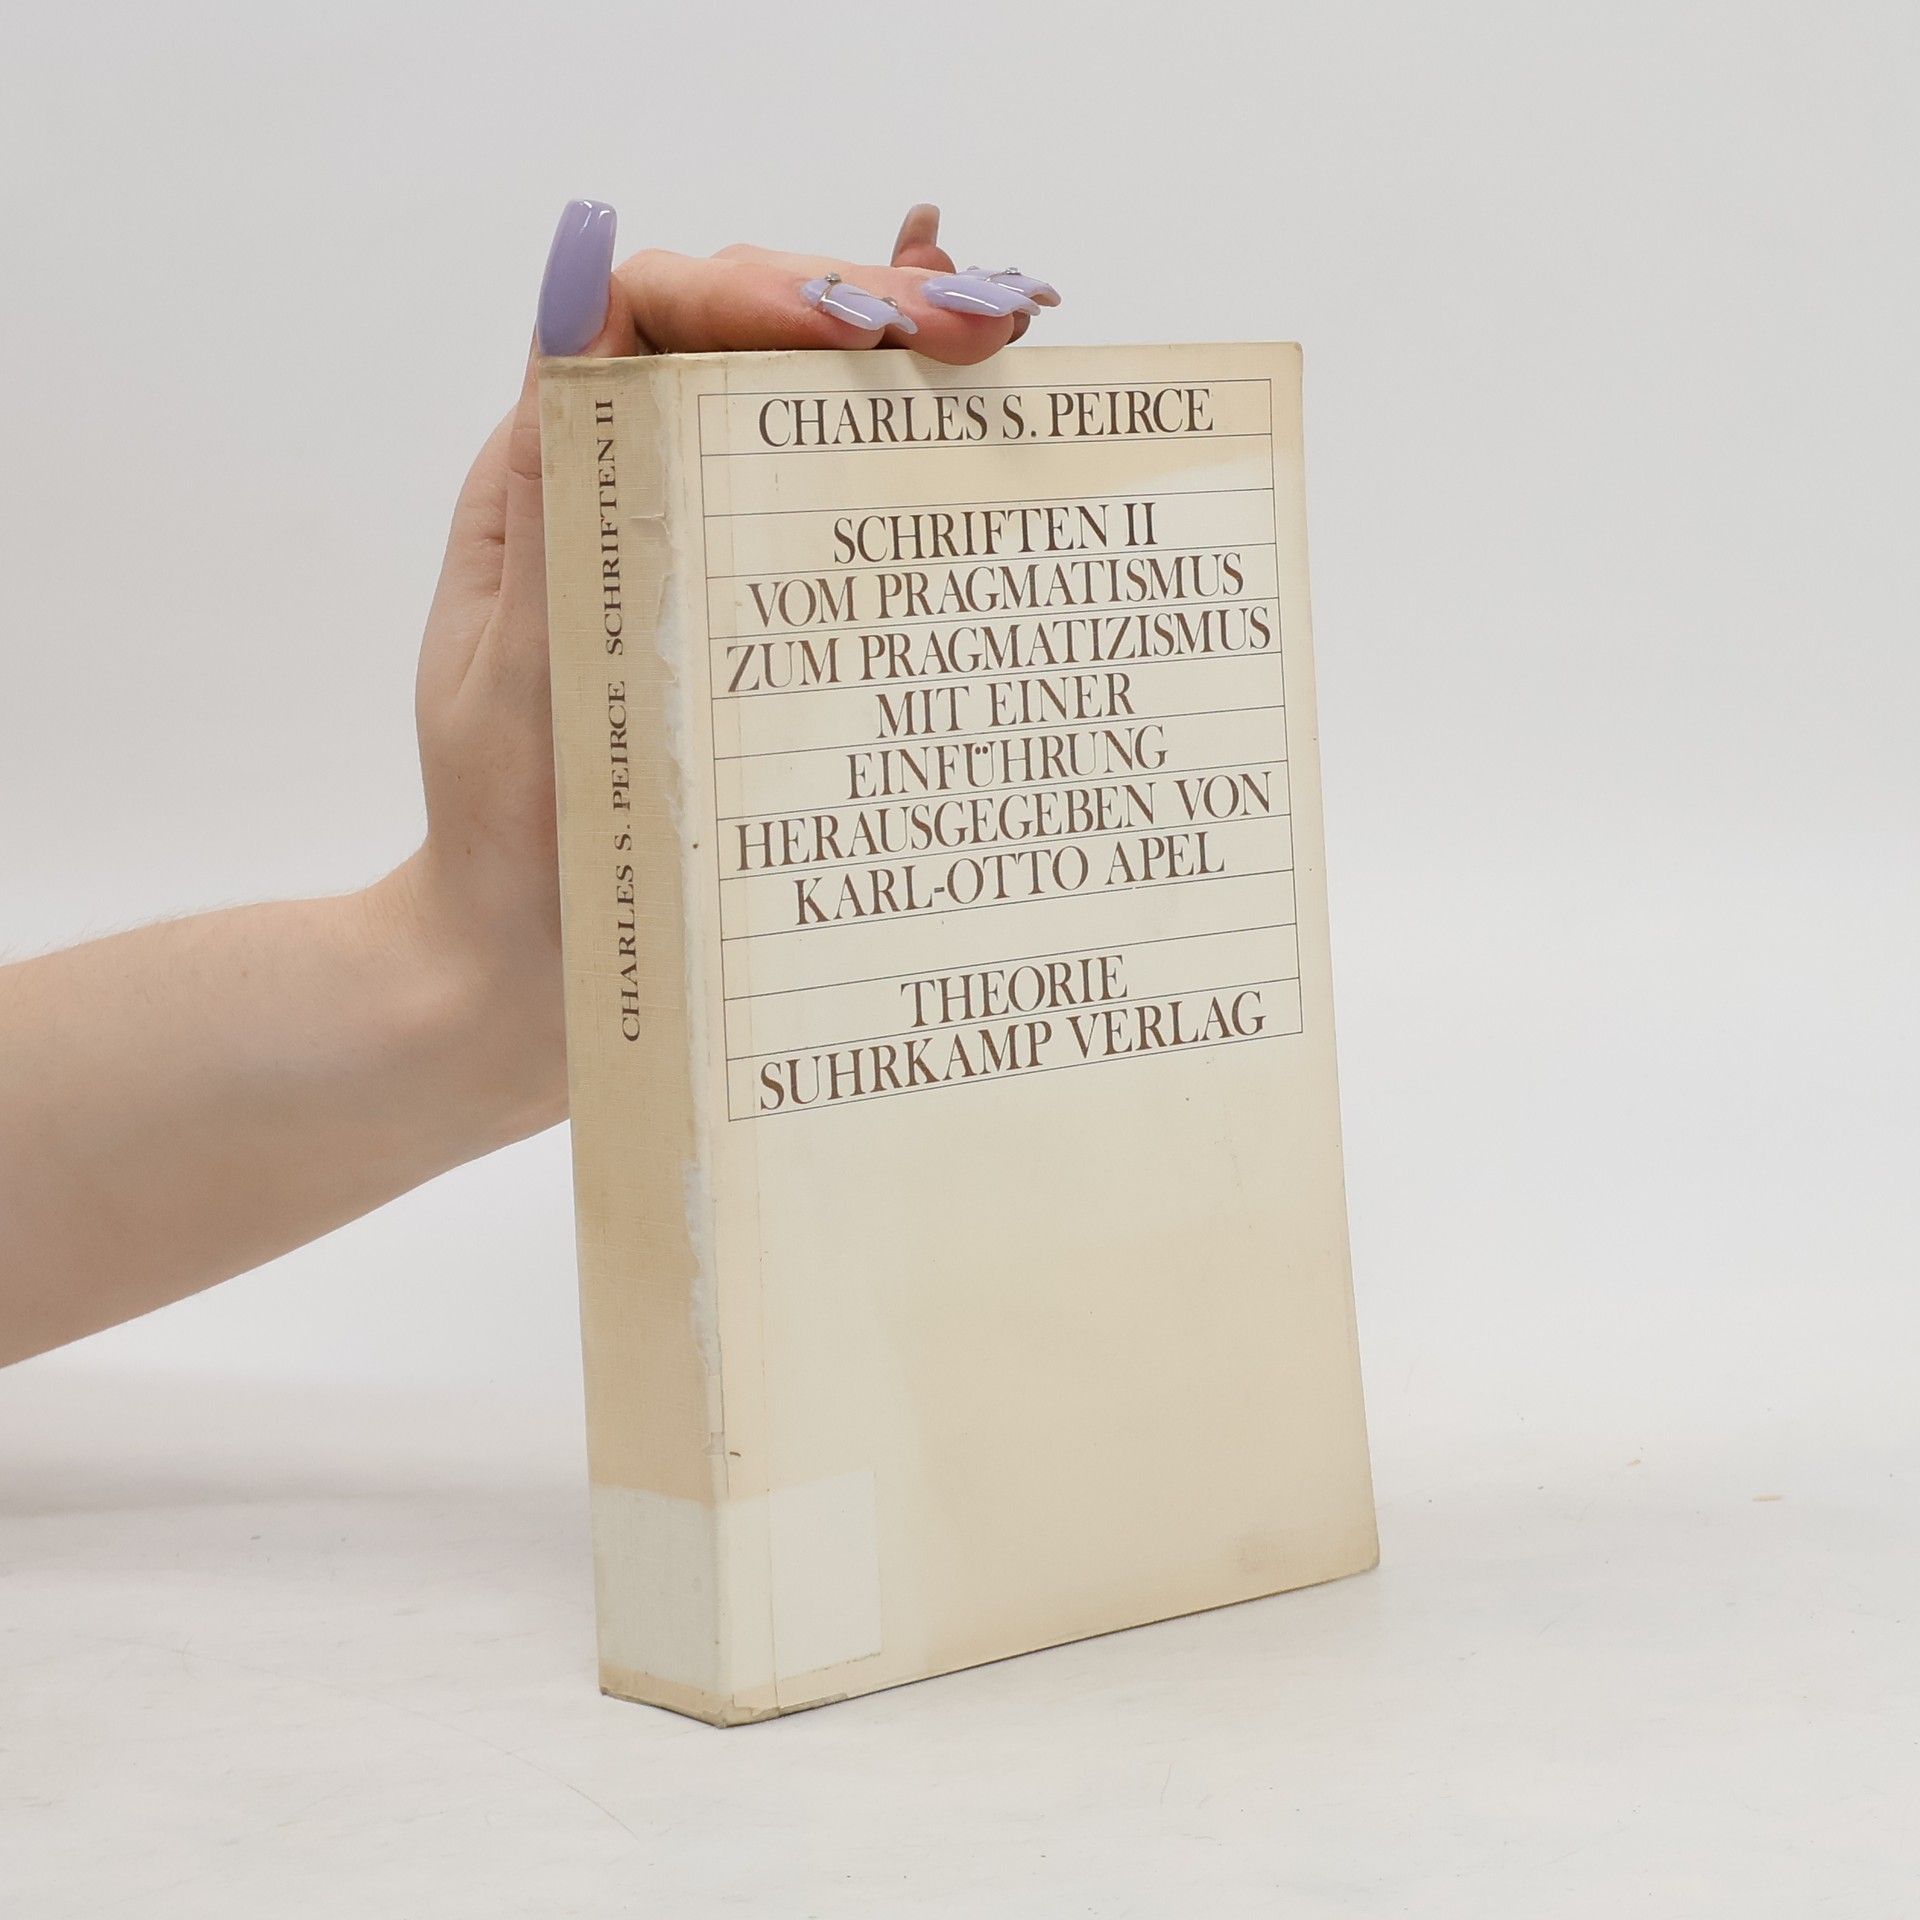 CHARLES S. PEIRCE SCHRIFTEN II
CHARLES S. PEIRCE
SCHRIFTEN II
VOM PRAGMATISMUS
ZUM PRAGMATIZISMUS
MIT EINER
EINFÜHRUNG
HERAUSGEGEBEN VON
KARL-OTTO APEL
THEORIE
SUHRKAMP VERLAG